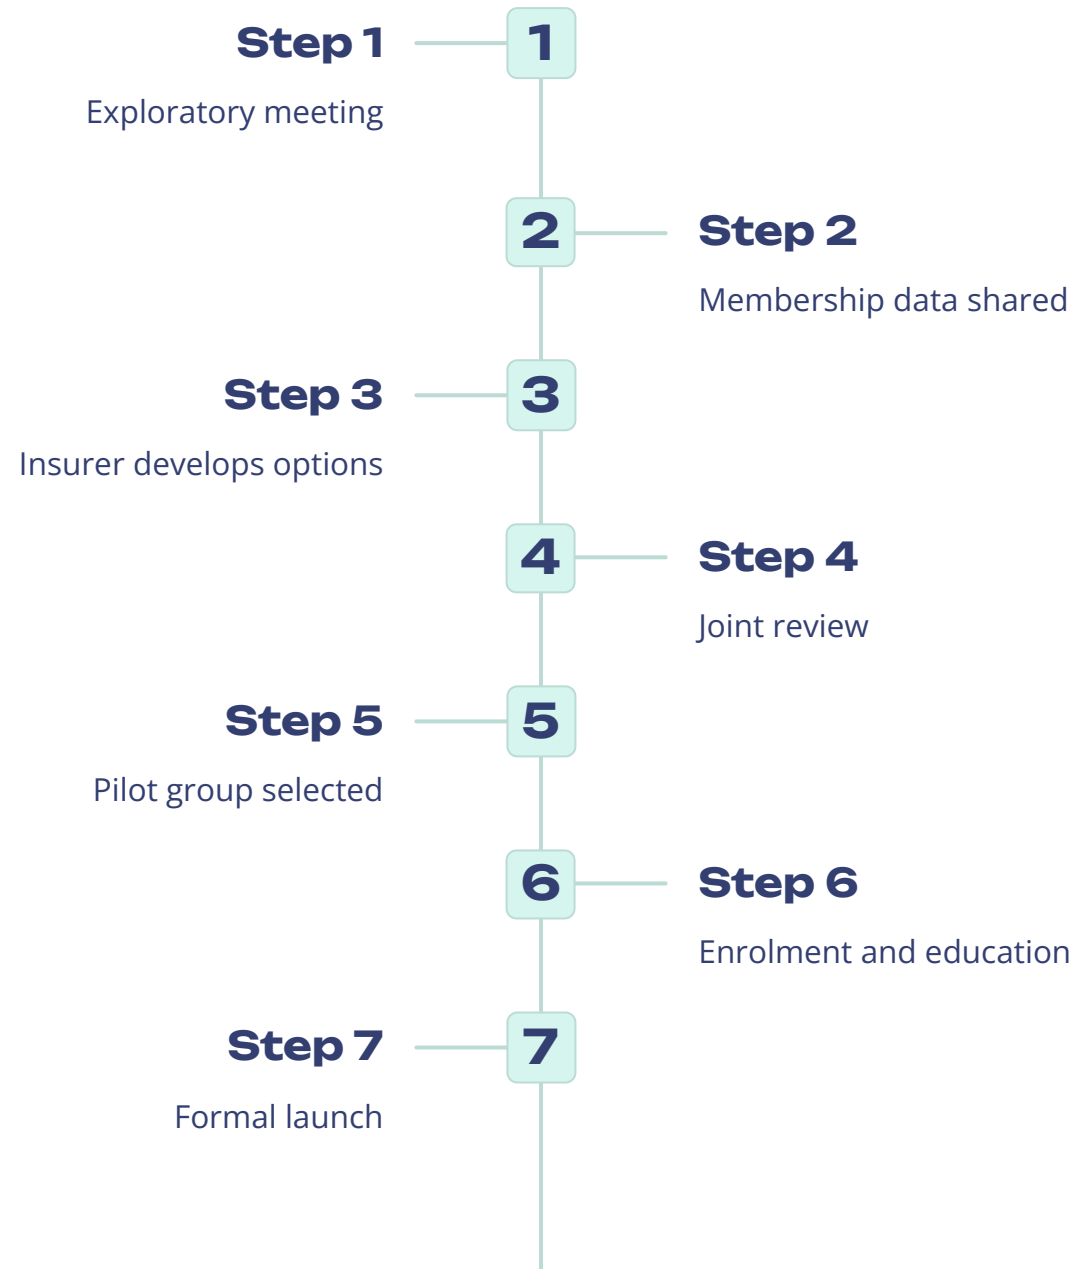 Step 1
1
Exploratory meeting
2
Step 2
Membership data shared
Step 3
3
Insurer develops options
4
Step 4
Joint review
Step 5
5
Pilot group selected
6
Step 6
Enrolment and education
Step 7
7
Formal launch